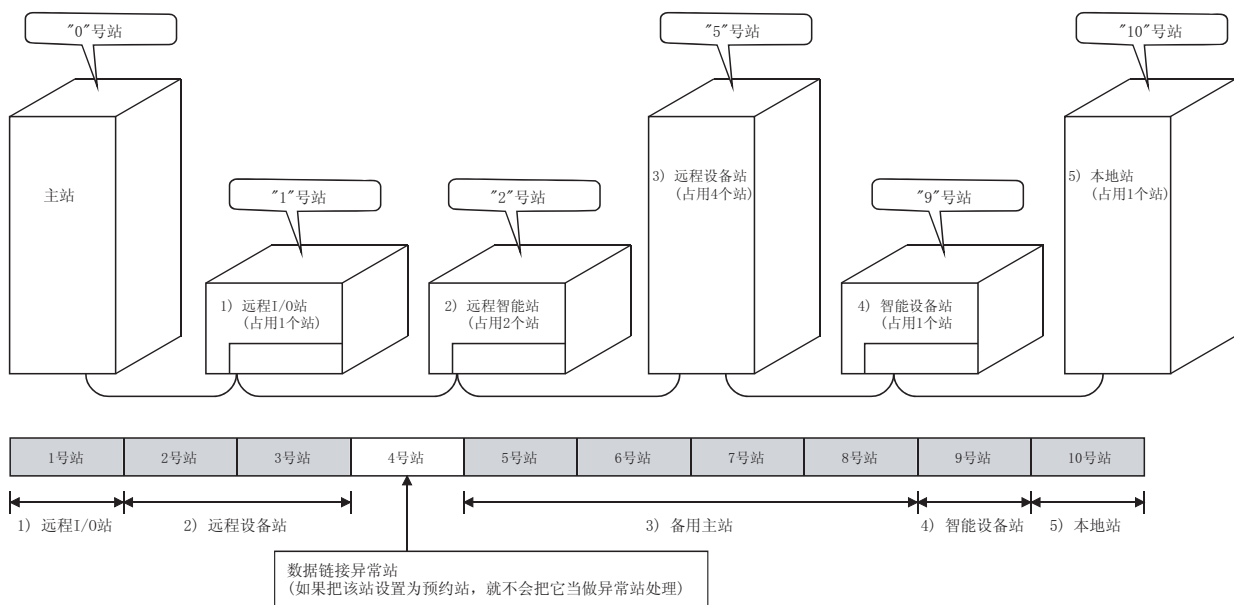 "0"号站
"5"号站
"10"号站
主站
"1"号站
"2"号站
3) 远程设备站
(占用4个站)
"9"号站
5) 本地站
(占用1个站)
1) 远程I/O站
(占用1个站)
2) 远程智能站
(占用2个站
4) 智能设备站
(占用1个站
1号站 2号站 3号站 4号站 5号站 6号站 7号站 8号站 9号站 10号站
1) 远程I/O站 2) 远程设备站 3) 备用主站 4) 智能设备站 5) 本地站
数据链接异常站
(如果把该站设置为预约站，就不会把它当做异常站处理)